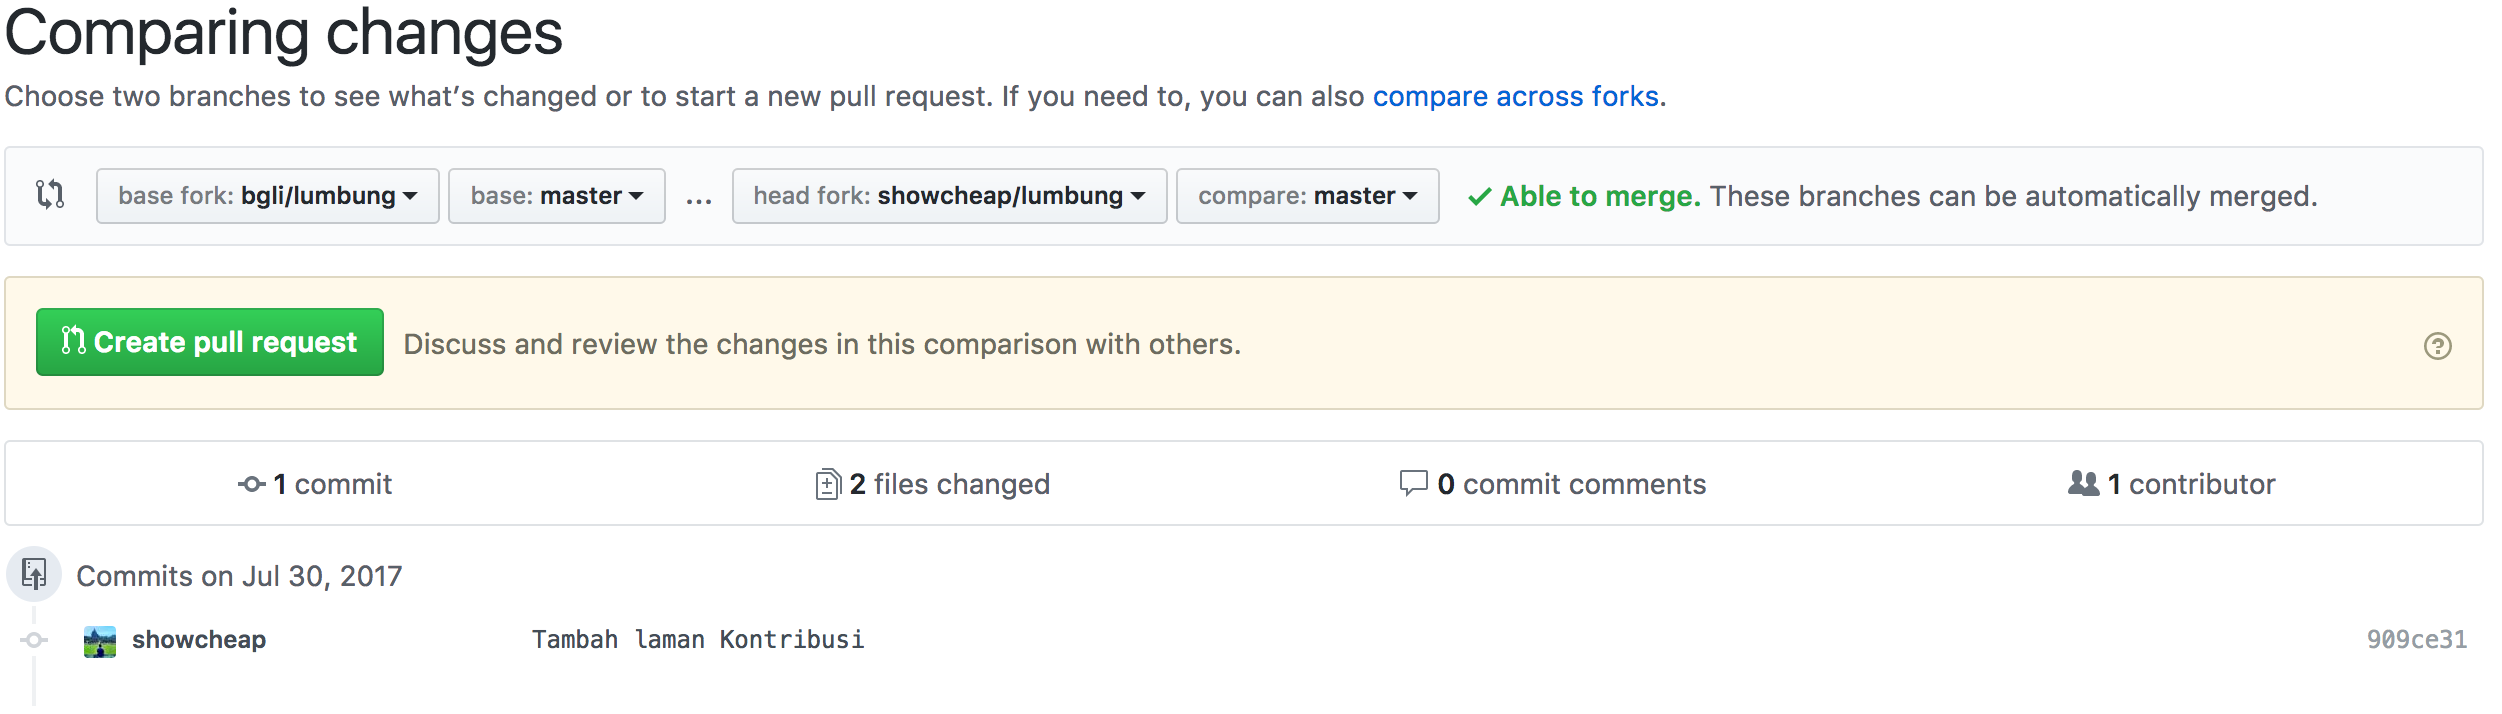 Comparing changes
Choose two branches to see what’s changed or to start a new pull request. If you need to, you can also compare across forks.
base fork: bgli/lumbung base: master ... head fork: showcheap/lumbung compare: master Able to merge. These branches can be automatically merged.
Create pull request Discuss and review the changes in this comparison with others.
1 commit 2 files changed 0 commit comments 1 contributor
Commits on Jul 30, 2017
showcheap Tambah laman Kontribusi 909ce31